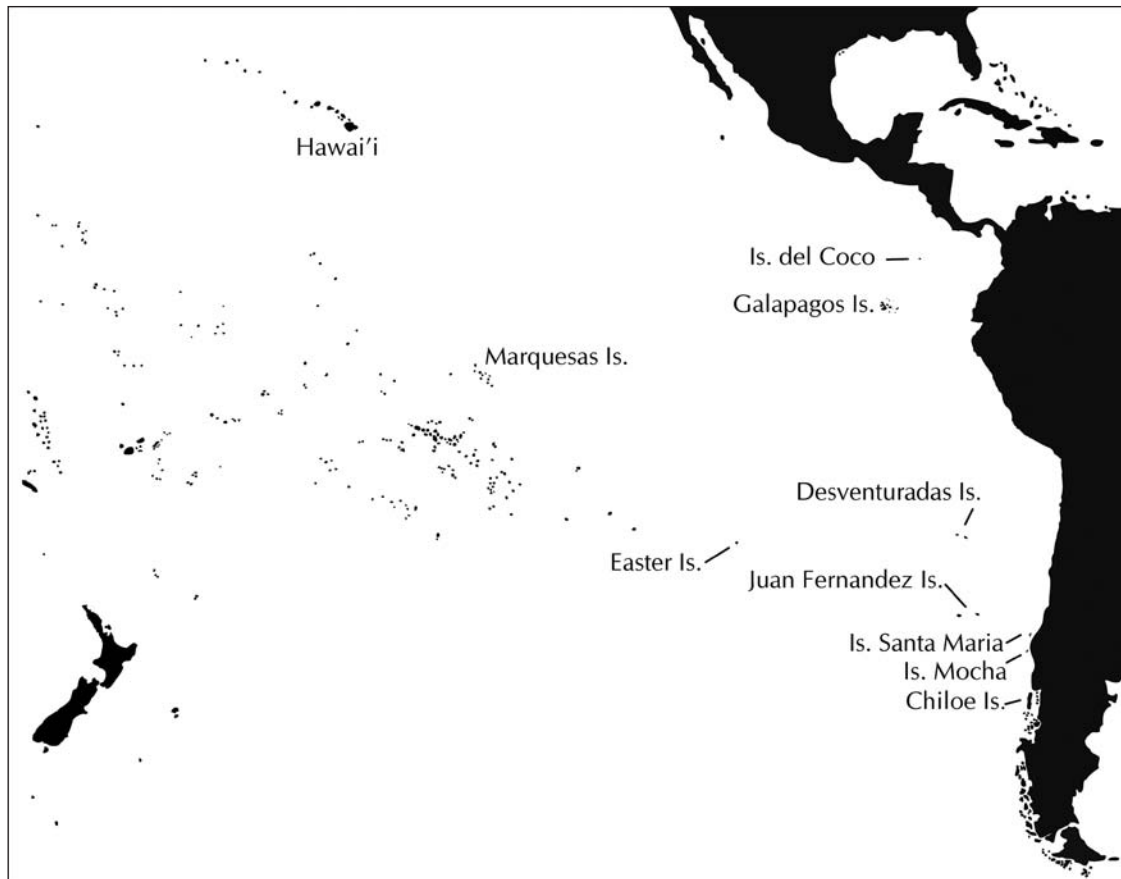 Hawai'i
Is. del Coco
Galapagos Is.
Marquesas Is.
Desventuradas Is.
Easter Is.
Juan Fernandez Is.
Is. Santa Maria
Is. Mocha
Chiloe Is.